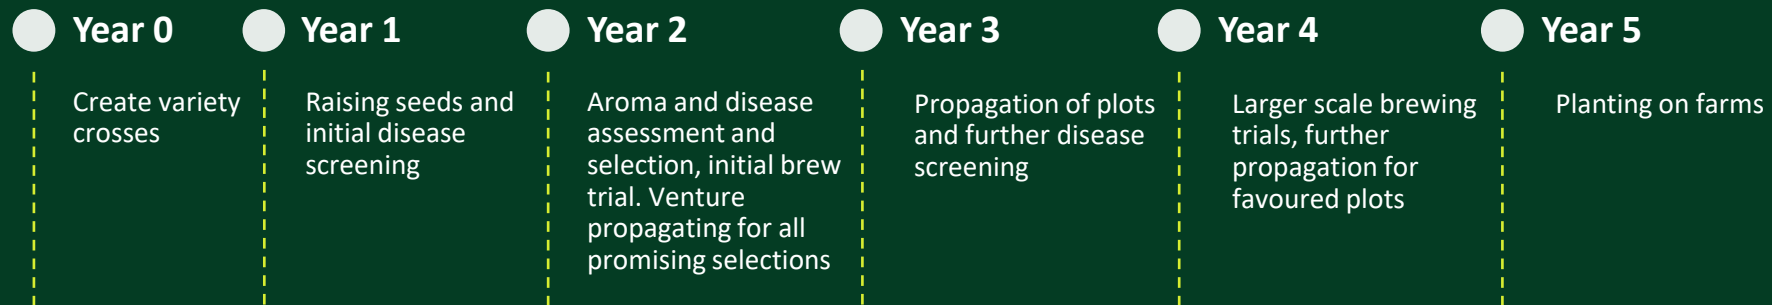 Year 0
Create variety
crosses
Year 1
Raising seeds and
initial disease
screening
Year 2
Aroma and disease
assessment and
selection, initial brew
trial. Venture
propagating for all
promising selections
Year 3
Propagation of plots
and further disease
screening
Year 4
Larger scale brewing
trials, further
propagation for
favoured plots
Year 5
Planting on farms